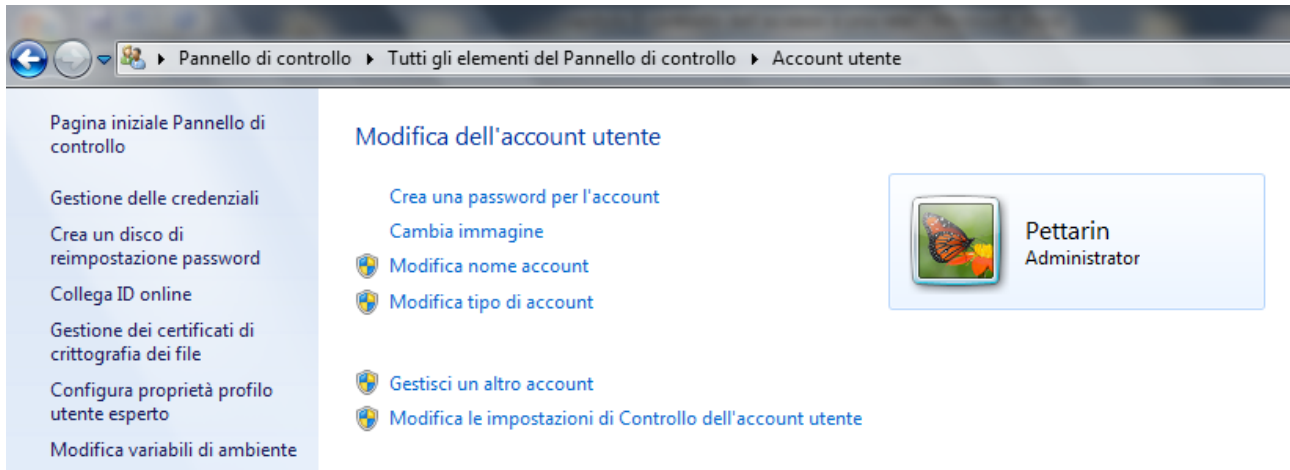 Pannello di controllo Tutti gli elementi del Pannello di controllo Account utente
Pagina iniziale Pannello di
controllo
Gestione delle credenziali
Crea un disco di
reimpostazione password
Collega ID online
Gestione dei certificati di
crittografia dei file
Configura proprietà profilo
utente esperto
Modifica variabili di ambiente
Modifica dell'account utente
Crea una password per l'account
Cambia immagine
Modifica nome account
Modifica tipo di account
Gestisci un altro account
Modifica le impostazioni di Controllo dell'account utente
Pettarin
Administrator